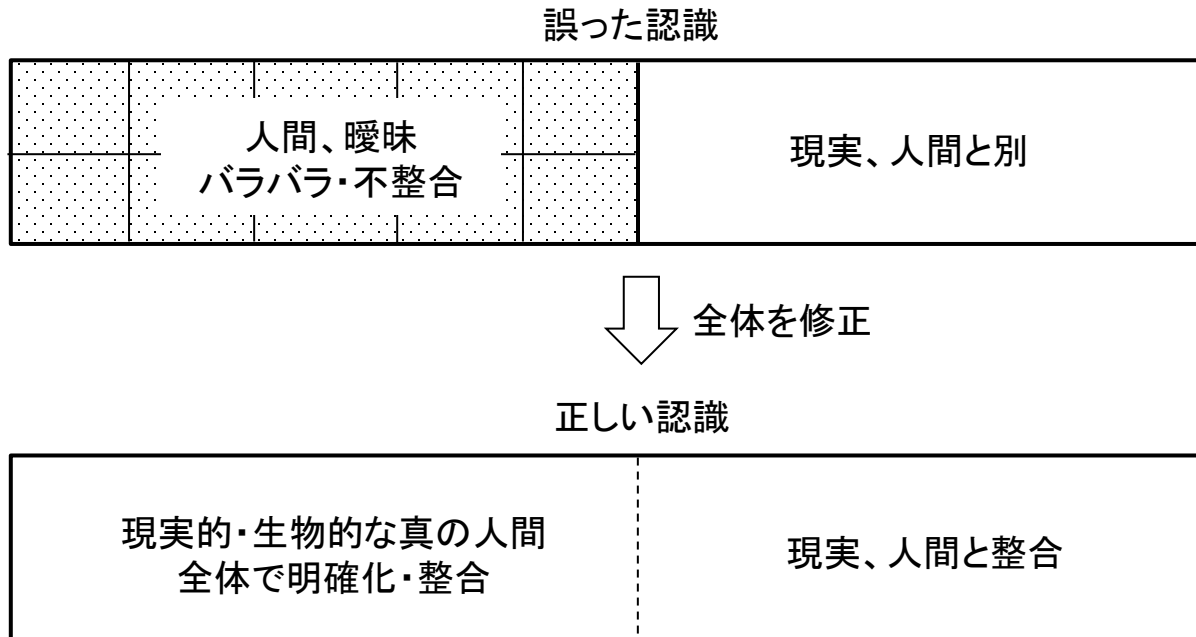 誤った認識
人間、曖昧
バラバラ・不整合
現実、人間と別
全体を修正
正しい認識
現実的・生物的な真の人間
全体で明確化・整合
現実、人間と整合